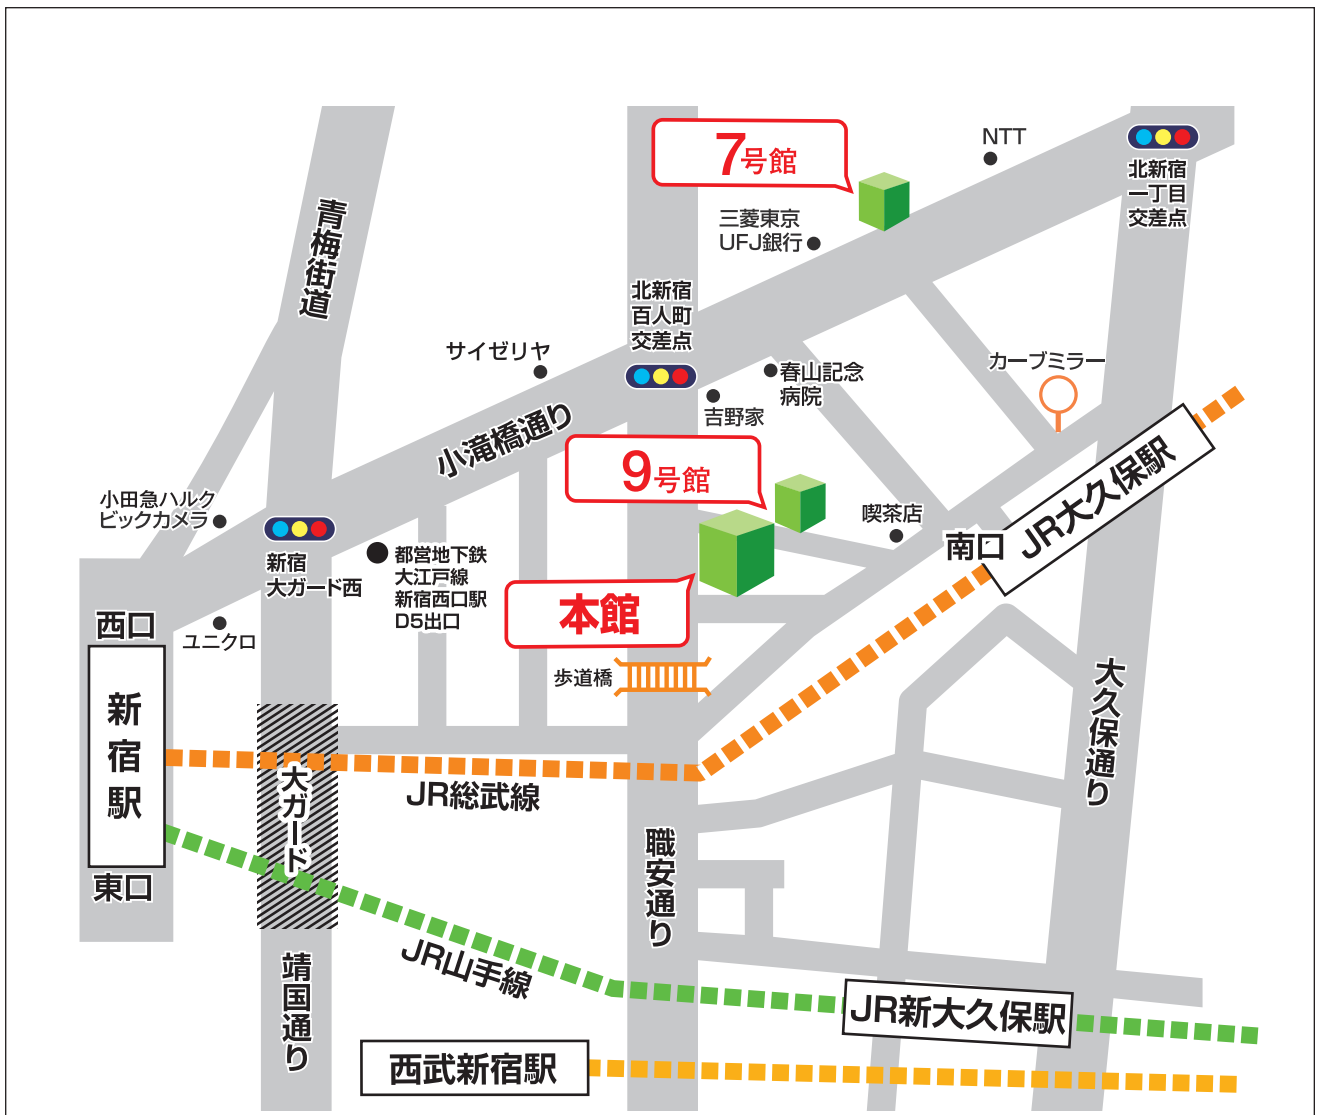 NTT
7号館
北新宿
一丁目
交差点
三菱東京
UFJ銀行
青梅街道
北新宿
百人町
交差点
サイゼリヤ
カーブミラー
春山記念
病院
吉野家
小滝橋通り
9号館
JR大久保駅
小田急ハルク
ビックカメラ
喫茶店
南口
新宿
大ガード西
都営地下鉄
大江戸線
新宿西口駅
D5出口
本館
西口
ユニクロ
歩道橋
新宿駅
大久保通り
大ガード
JR総武線
職安通り
東口
JR山手線
靖国通り
JR新大久保駅
西武新宿駅